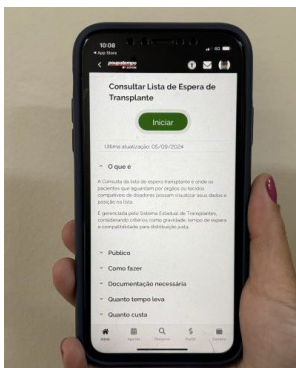 10:08
App Store
poupatempo
Consultar Lista de Espera de
Transplante
Iniciar
Última atualização: 05/09/2024
O que é
A Consulta da lista de espera transplante é onde os
pacientes que aguardam por órgãos ou tecidos
compatíveis de doadores possam visualizar seus dados e
posição na lista.
É gerenciada pelo Sistema Estadual de Transplantes,
considerando critérios como gravidade, tempo de espera
e compatibilidade para distribuição justa.
Público
Como fazer
Documentação necessária
Quanto tempo leva
Quanto custa
Início
Carteira